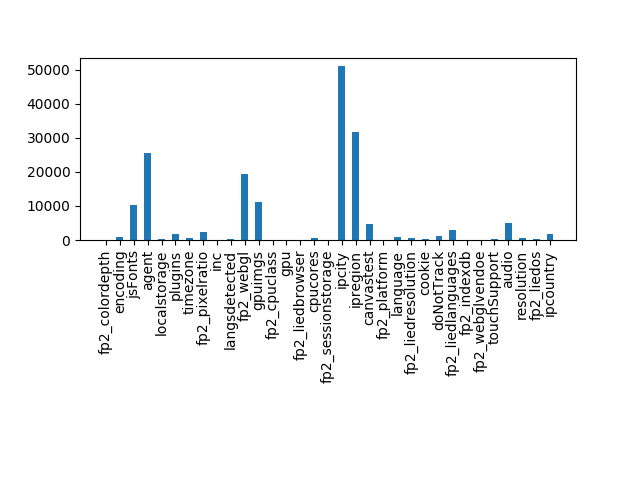 50000
40000
30000
20000
10000
0
fp2_colordepth
encoding
jsFonts
agent
localstorage
plugins
timezone
fp2_pixelratio
inc
langsdetected
fp2_webgl
gpuimgs
fp2_cpuclass
gpu
fp2_liedbrowser
cpucores
fp2_sessionstorage
ipcity
ipregion
canvastest
fp2_platform
language
fp2_liedresolution
cookie
doNotTrack
fp2_liedlanguages
fp2_indexdb
fp2_webglvendoe
touchSupport
audio
resolution
fp2_liedos
ipcountry